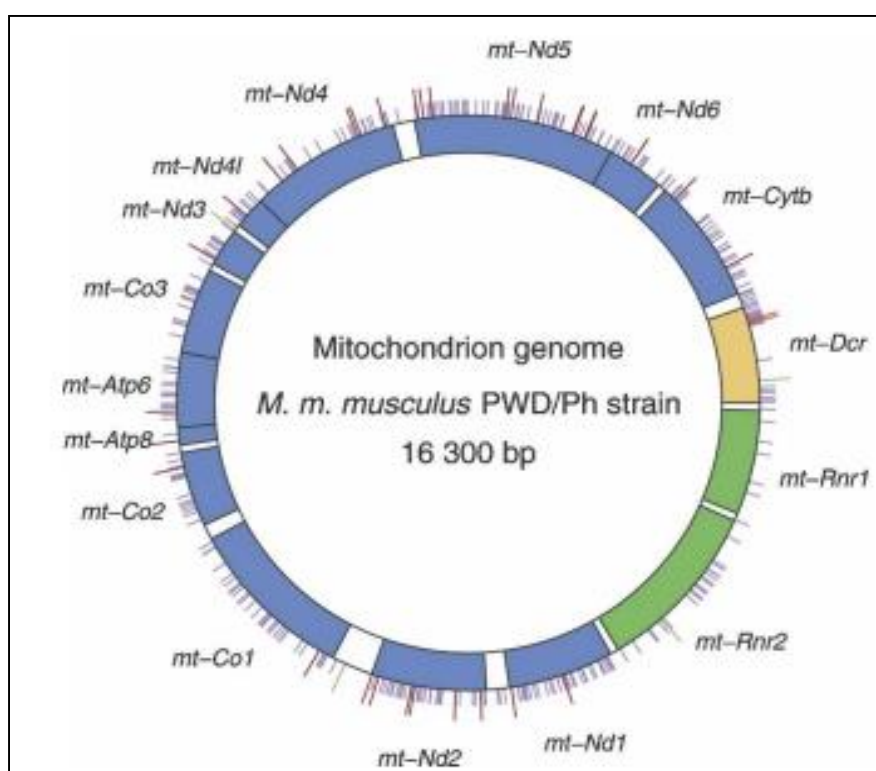 mt–Nd5
mt–Nd4
mt–Nd6
mt–Nd4l
mt–Cytb
mt–Nd3
mt–Co3
mt–Dcr
Mitochondrion genome
mt–Atp6
M. m. musculus PWD/Ph strain
mt–Atp8
16 300 bp
mt–Rnr1
mt–Co2
mt–Rnr2
mt–Co1
mt–Nd1
mt–Nd2